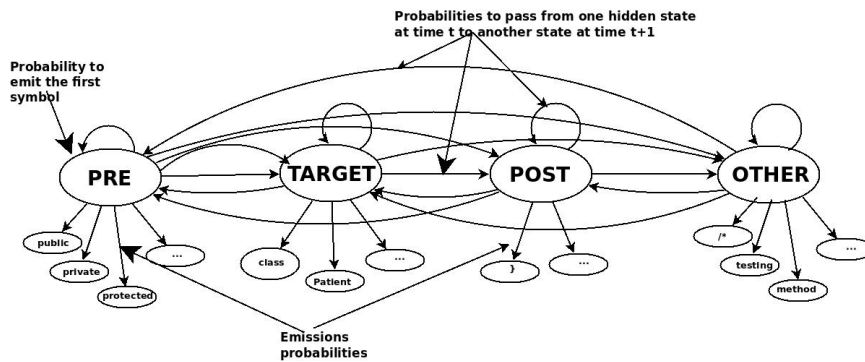 Probabilities to pass from one hidden state
at time t to another state at time t+1
Probability to
emit the first
symbol
PRE
TARGET
POST
OTHER
public
private
protected
...
class
Patient
...
}
...
/*
testing
method
...
Emissions
probabilities